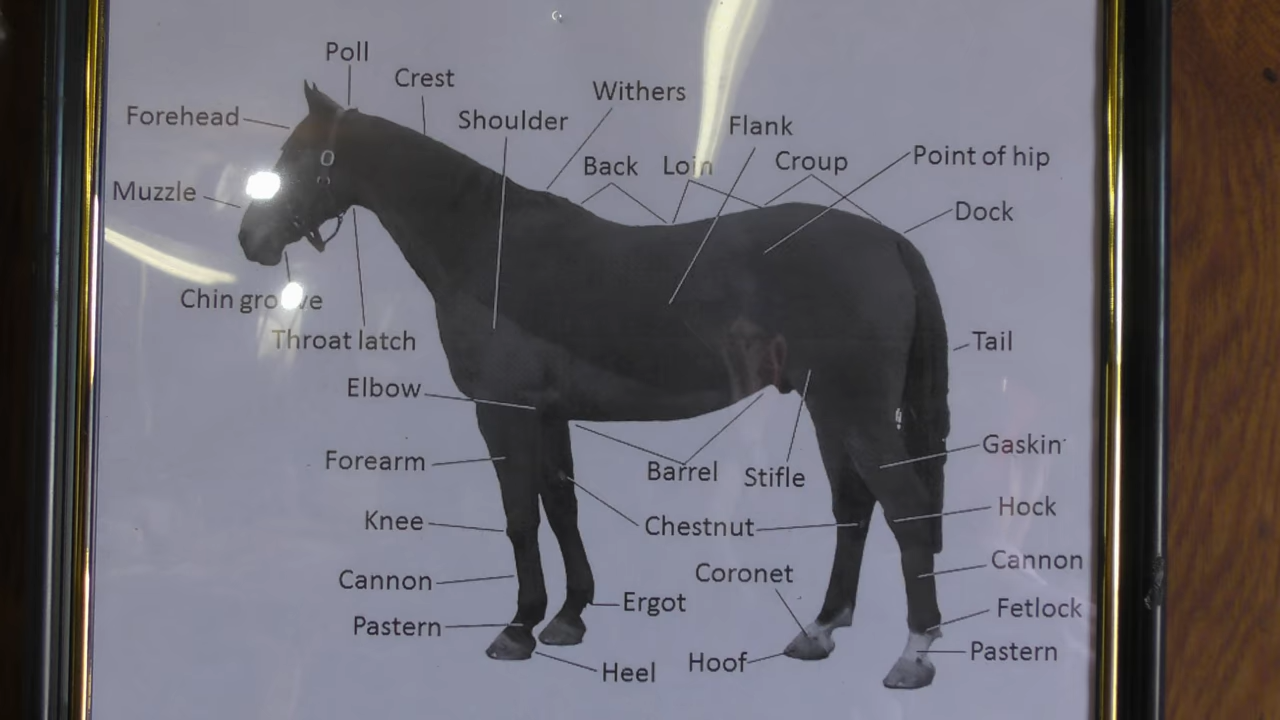 Poll
Crest
Withers
Forehead
Shoulder
Flank
Back
Loin
Croup
Point of hip
Muzzle
Dock
Chin groove
Throat latch
Tail
Elbow
Gaskin
Forearm
Barrel
Stifle
Hock
Knee
Chestnut
Cannon
Coronet
Cannon
Ergot
Fetlock
Pastern
Pastern
Hoof
Heel